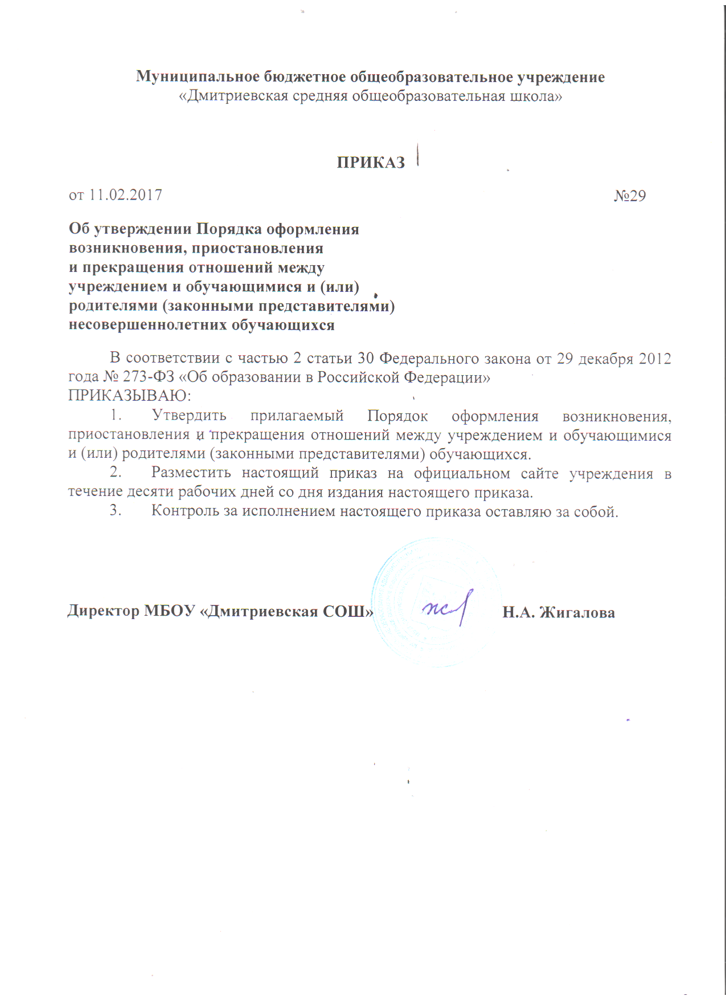 Муниципальное бюджетное общеобразовательное учреждение
«Дмитриевская средняя общеобразовательная школа»
ПРИКАЗ
от 11.02.2017 №29
Об утверждении Порядка оформления
возникновения, приостановления
и прекращения отношений между
учреждением и обучающимися и (или)
родителями (законными представителями)
несовершеннолетних обучающихся
В соответствии с частью 2 статьи 30 Федерального закона от 29 декабря 2012
года № 273-ФЗ «Об образовании в Российской Федерации»
ПРИКАЗЫВАЮ:
1. Утвердить прилагаемый Порядок оформления возникновения,
приостановления и прекращения отношений между учреждением и обучающимися
и (или) родителями (законными представителями) обучающихся.
2. Разместить настоящий приказ на официальном сайте учреждения в
течение десяти рабочих дней со дня издания настоящего приказа.
3. Контроль за исполнением настоящего приказа оставляю за собой.
Директор МБОУ «Дмитриевская СОШ» Н.А. Жигалова